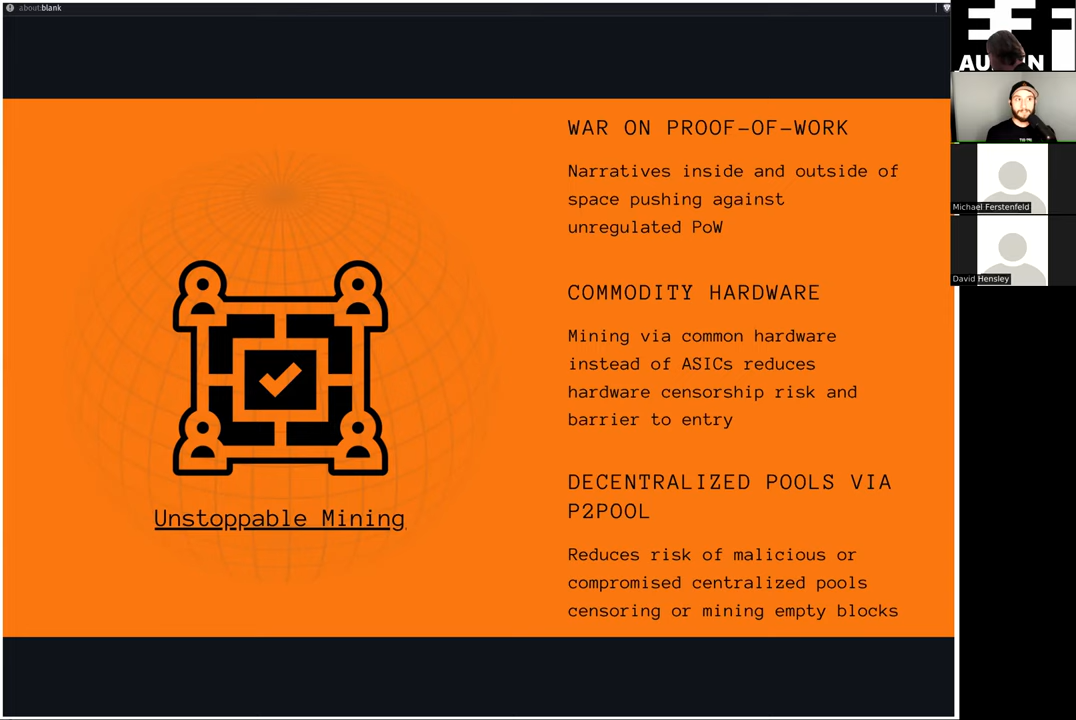 about:blank
WAR ON PROOF-OF-WORK
Narratives inside and outside of
space pushing against
unregulated PoW
COMMODITY HARDWARE
Mining via common hardware
instead of ASICs reduces
hardware censorship risk and
barrier to entry
DECENTRALIZED POOLS VIA
P2POOL
Reduces risk of malicious or
compromised centralized pools
censoring or mining empty blocks
Unstoppable Mining
Michael Ferstenfeld
David Hensley